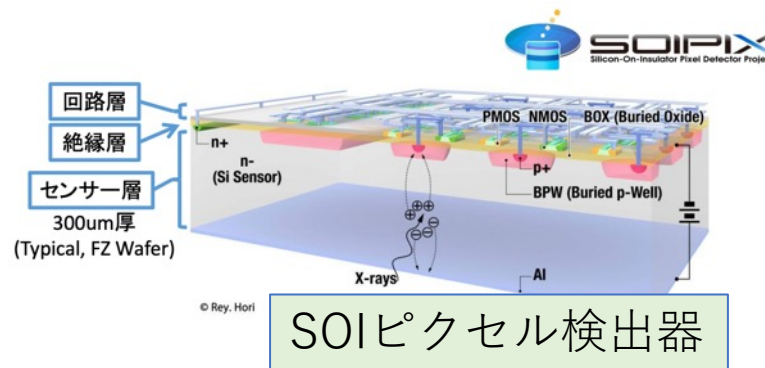 SOIPIX
Silicon-On-Insulator Pixel Detector Proje
回路層
絶縁層
センサー層
300um厚
(Typical, FZ Wafer)
n+
n-
(Si Sensor)
PMOS NMOS BOX (Buried Oxide)
p+
BPW (Buried p-Well)
X-rays
Al
© Rey. Hori
SOIピクセル検出器